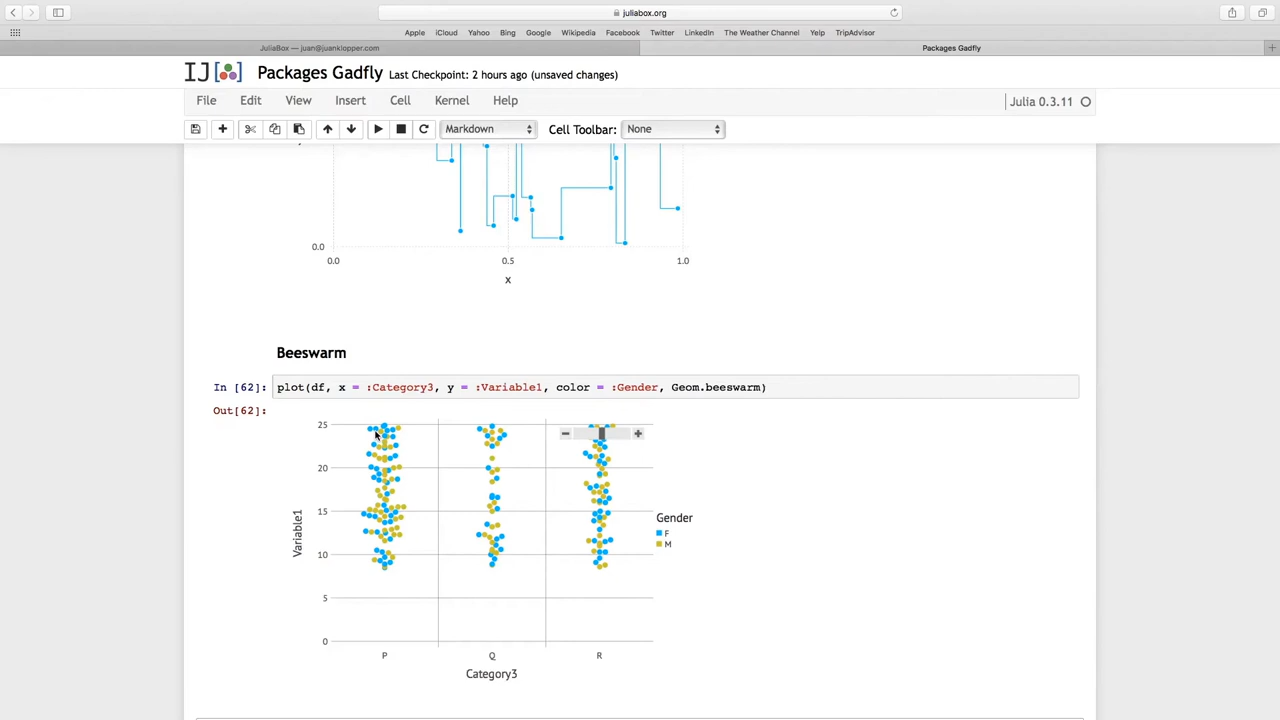 juliabox.org
Apple iCloud Yahoo Bing Google Wikipedia Facebook Twitter LinkedIn The Weather Channel Yelp TripAdvisor
JuliaBox — juan@juanklopper.com
Packages Gadfly
IJ[ ] Packages Gadfly Last Checkpoint: 2 hours ago (unsaved changes)
File Edit View Insert Cell Kernel Help
Julia 0.3.11
Markdown Cell Toolbar: None
0.0
0.0 0.5 1.0
x
Beeswarm
In [62]: plot(df, x = :Category3, y = :Variable1, color = :Gender, Geom.beeswarm)
Out[62]:
25
20
15
10
5
0
Variable1
Gender
F
M
P Q R
Category3